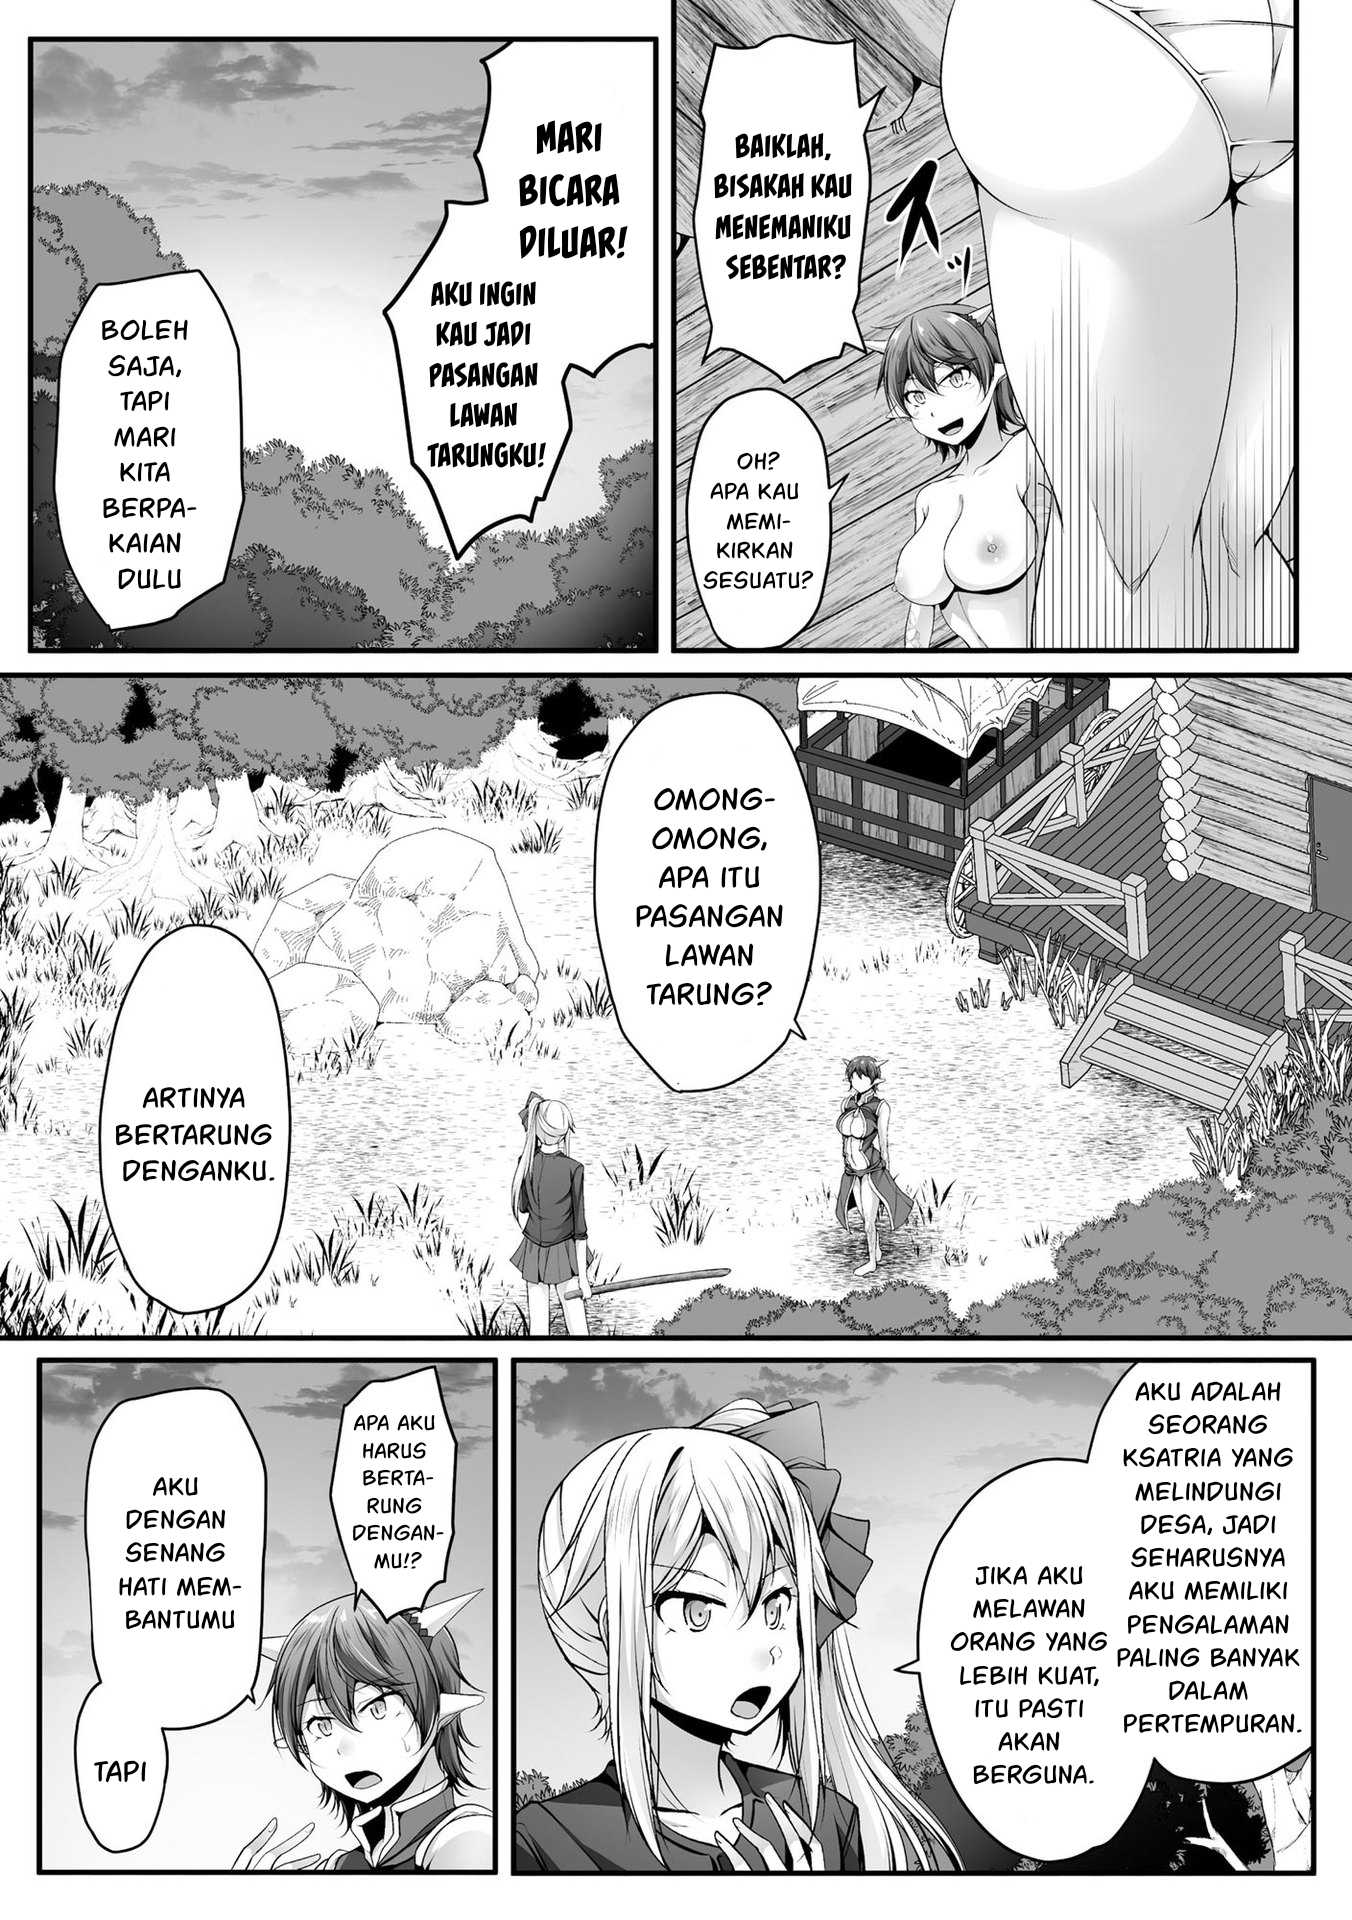 BAIKLAH,
BISAKAH KAU
MENEMANIKU
SEBENTAR?
OH?
APA KAU
MEMI-
KIRKAN
SESUATU?
MARI
BICARA
DILUAR!
AKU INGIN
KAU JADI
PASANGAN
LAWAN
TARUNGKU!
BOLEH
SAJA,
TAPI
MARI
KITA
BERPA-
KAIAN
DULU
OMONG-
OMONG,
APA ITU
PASANGAN
LAWAN
TARUNG?
ARTINYA
BERTARUNG
DENGANKU.
AKU ADALAH
SEORANG
KSATRIA YANG
MELINDUNGI
DESA, JADI
SEHARUSNYA
AKU MEMILIKI
PENGALAMAN
PALING BANYAK
DALAM
PERTEMPURAN.
JIKA AKU
MELAWAN
ORANG YANG
LEBIH KUAT,
ITU PASTI
AKAN
BERGUNA.
APA AKU
HARUS
BERTA-
RUNG
DENGAN-
MU!?
AKU
DENGAN
SENANG
HATI MEM-
BANTUMU
TAPI